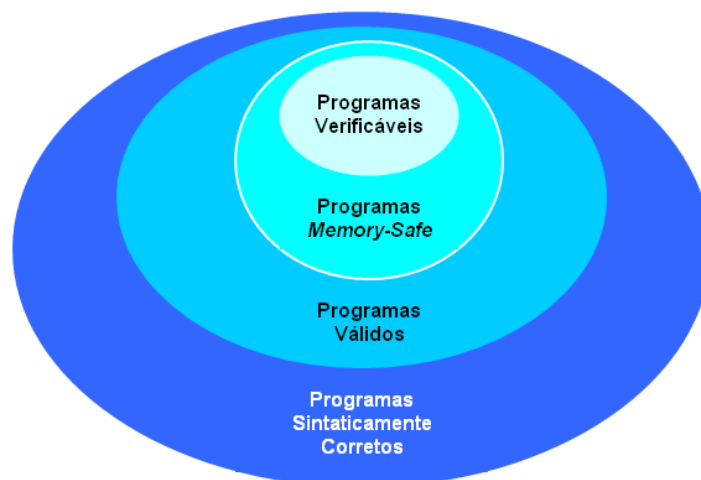 Programas
Verificáveis
Programas
Memory-Safe
Programas
Válidos
Programas
Sintaticamente
Corretos